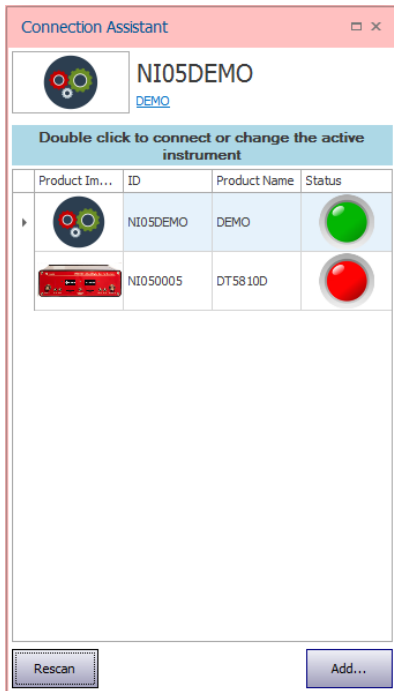 Connection Assistant
NI05DEMO
DEMO
Double click to connect or change the active
instrument
Product Im... ID Product Name Status
NI05DEMO DEMO
NI050005 DT5810D
Rescan Add...